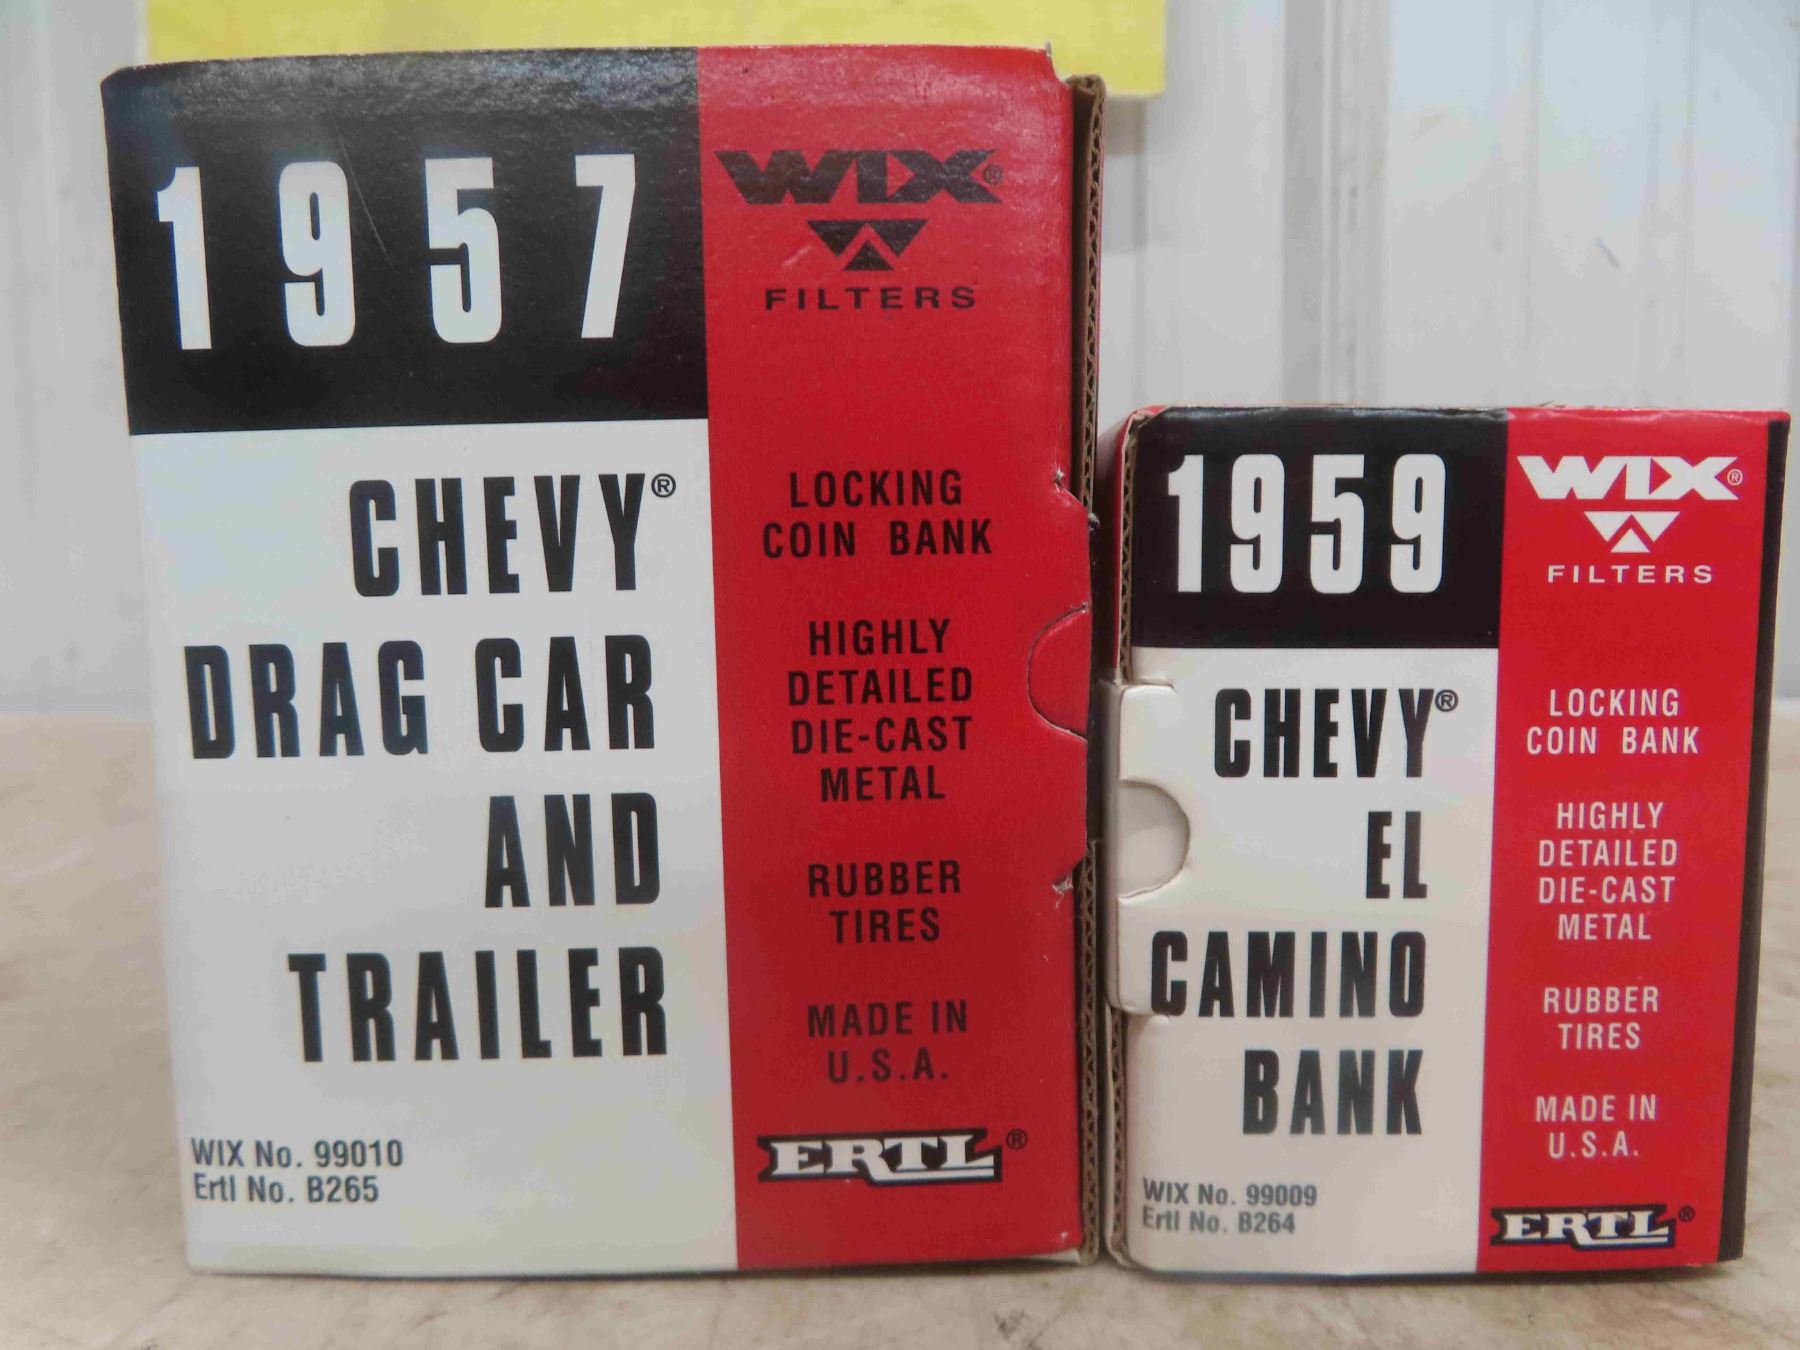 1957
WIX®
FILTERS
CHEVY®
DRAG CAR
AND
TRAILER
WIX No. 99010
Ertl No. B265
LOCKING
COIN BANK
HIGHLY
DETAILED
DIE-CAST
METAL
RUBBER
TIRES
MADE IN
U.S.A.
ERTL®
1959
WIX®
FILTERS
CHEVY®
EL
CAMINO
BANK
WIX No. 99009
Ertl No. B264
LOCKING
COIN BANK
HIGHLY
DETAILED
DIE-CAST
METAL
RUBBER
TIRES
MADE IN
U.S.A.
ERTL®